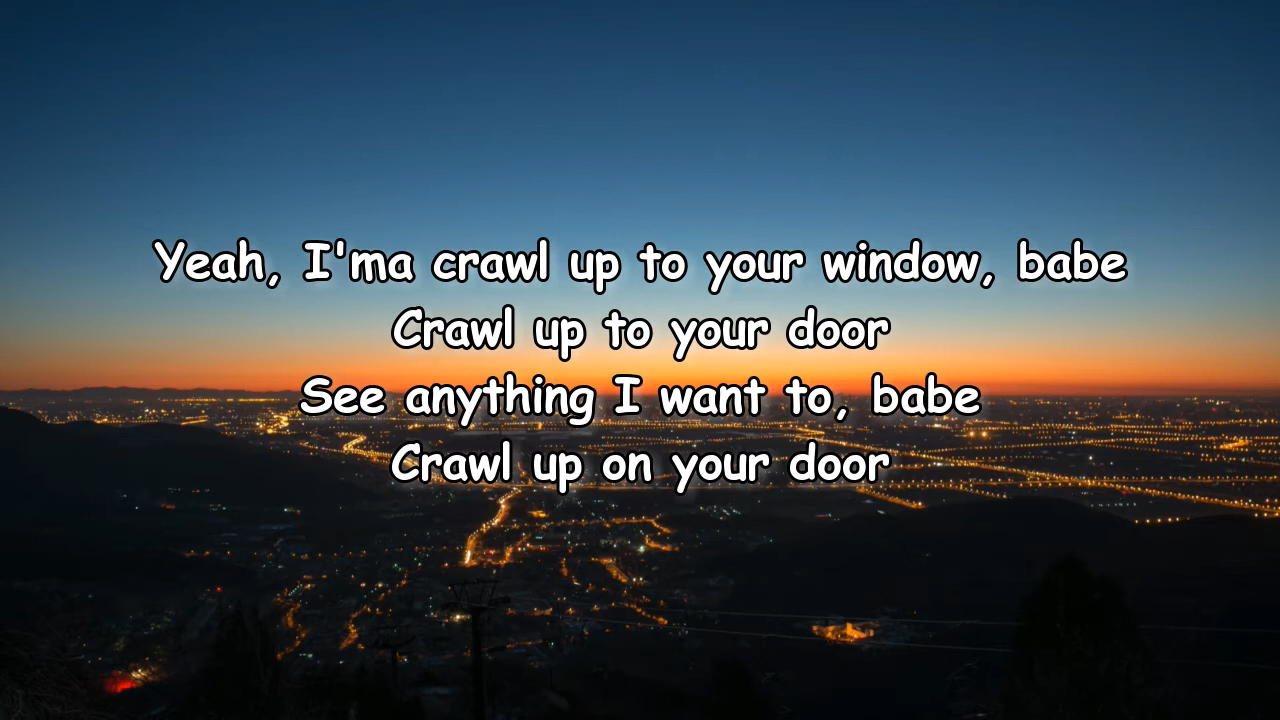 Yeah, I'ma crawl up to your window, babe
Crawl up to your door
See anything I want to, babe
Crawl up on your door